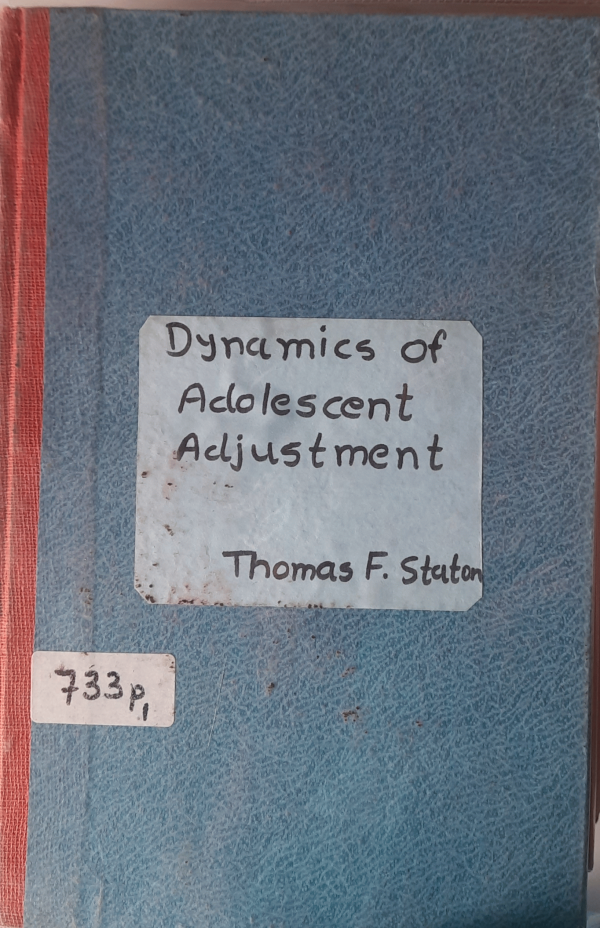 Dynamics of
Adolescent
Adjustment
Thomas F. Staton
733p,